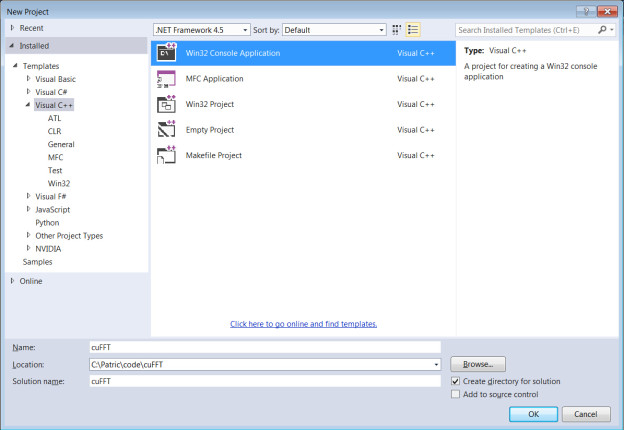 New Project
Recent
Installed
Templates
Visual Basic
Visual C#
Visual C++
ATL
CLR
General
MFC
Test
Win32
Visual F#
JavaScript
Python
Other Project Types
NVIDIA
Samples
Online
.NET Framework 4.5 Sort by: Default
Win32 Console Application Visual C++
MFC Application Visual C++
Win32 Project Visual C++
Empty Project Visual C++
Makefile Project Visual C++
Click here to go online and find templates.
Search Installed Templates (Ctrl+E)
Type: Visual C++
A project for creating a Win32 console
application
Name: cuFFT
Location: C:\Patric\code\cuFFT Browse...
Solution name: cuFFT
Create directory for solution
Add to source control
OK Cancel